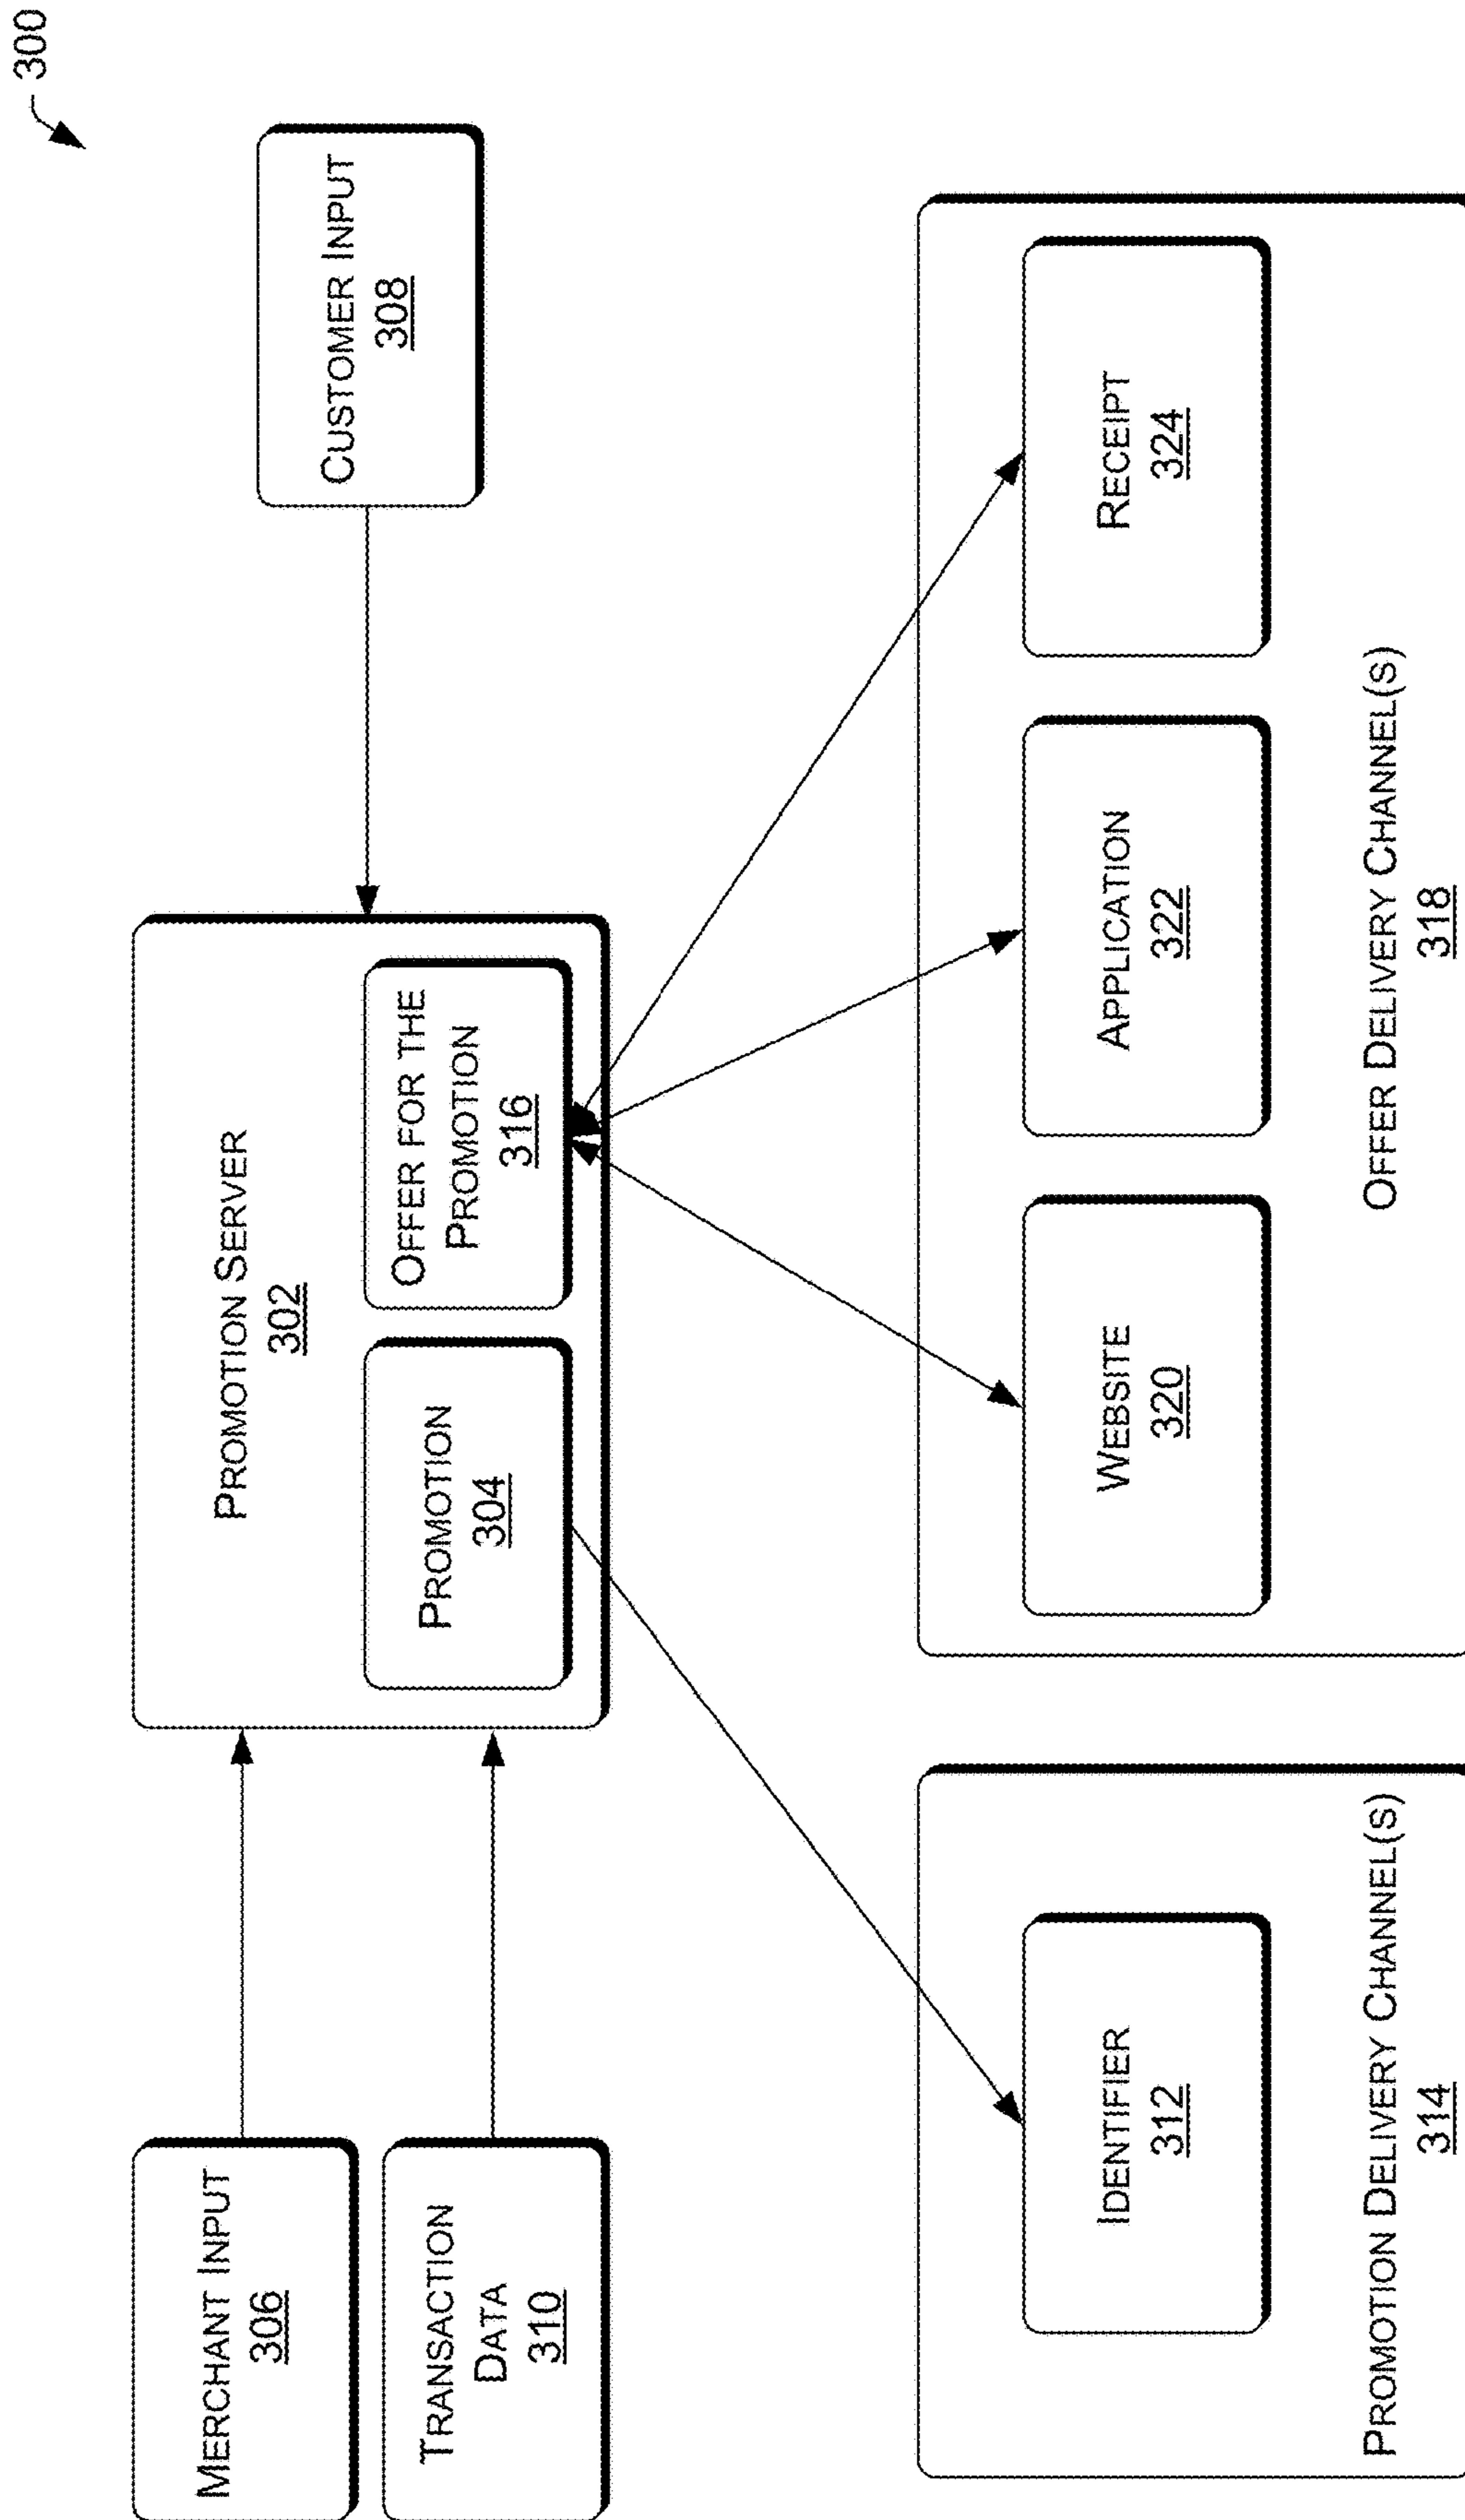 300
MERCHANT INPUT
306
TRANSACTION
DATA
310
PROMOTION SERVER
302
PROMOTION
304
OFFER FOR THE
PROMOTION
316
CUSTOMER INPUT
308
IDENTIFIER
312
PROMOTION DELIVERY CHANNEL(S)
314
WEBSITE
320
APPLICATION
322
RECEIPT
324
OFFER DELIVERY CHANNEL(S)
318